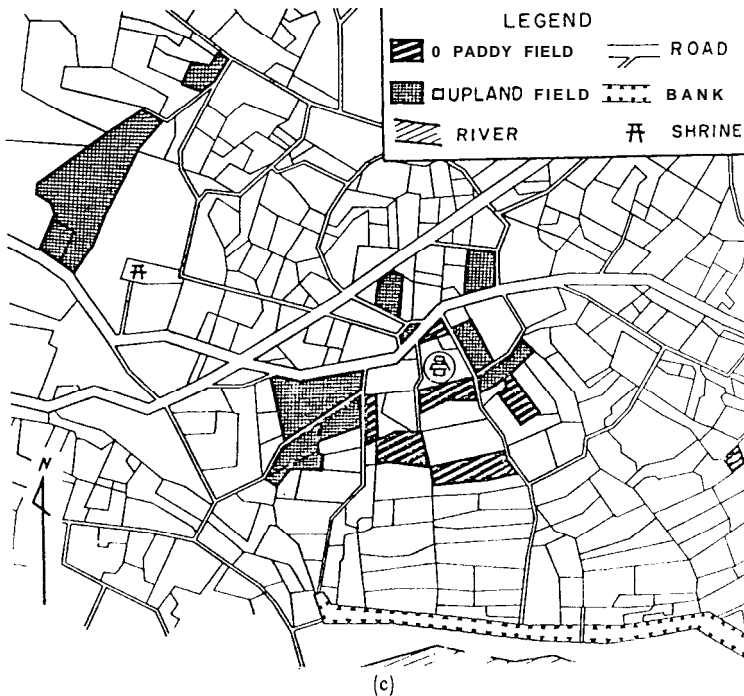 LEGEND
0 PADDY FIELD
ROAD
□UPLAND FIELD
BANK
RIVER
SHRINE
N
(c)